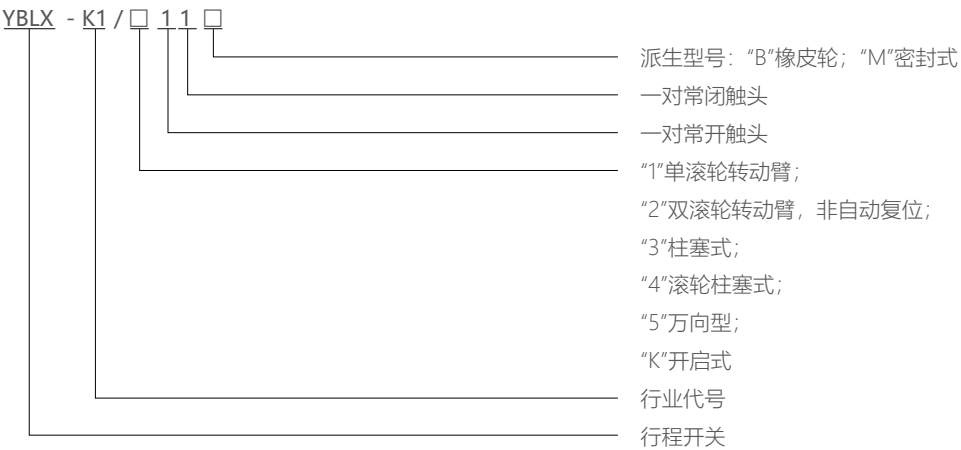 YBLX - K1 / □ 1 1 □
派生型号：“B”橡皮轮；“M”密封式
一对常闭触头
一对常开触头
“1”单滚轮转动臂；
“2”双滚轮转动臂，非自动复位；
“3”柱塞式；
“4”滚轮柱塞式；
“5”万向型；
“K”开启式
行业代号
行程开关